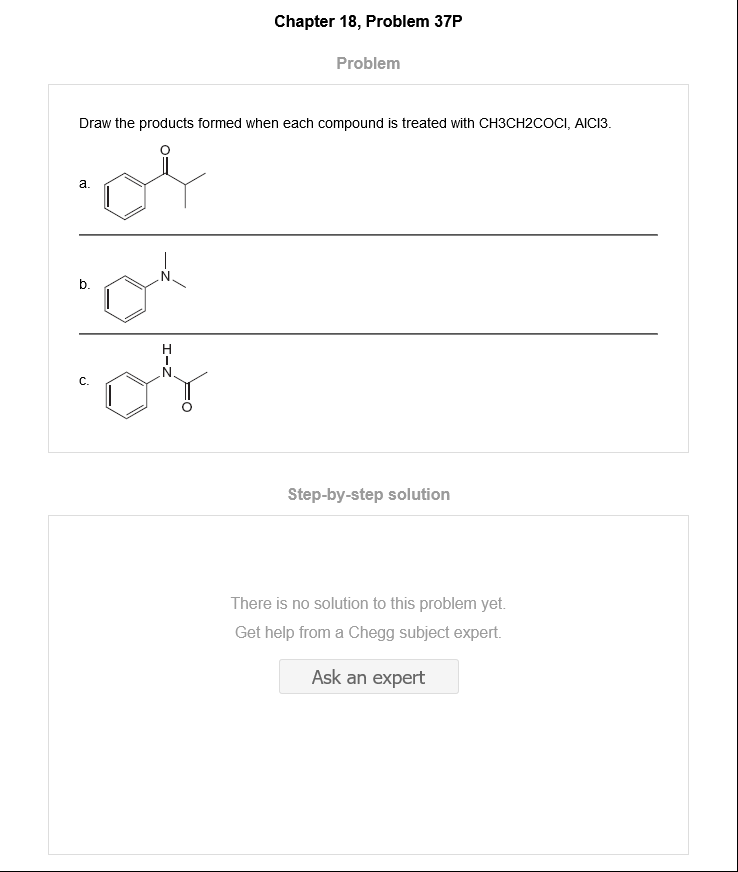 Chapter 18, Problem 37P
Problem
Draw the products formed when each compound is treated with CH3CH2COCl, AlCl3.
O
a.
N
b.
H
N
c.
O
Step-by-step solution
There is no solution to this problem yet.
Get help from a Chegg subject expert.
Ask an expert